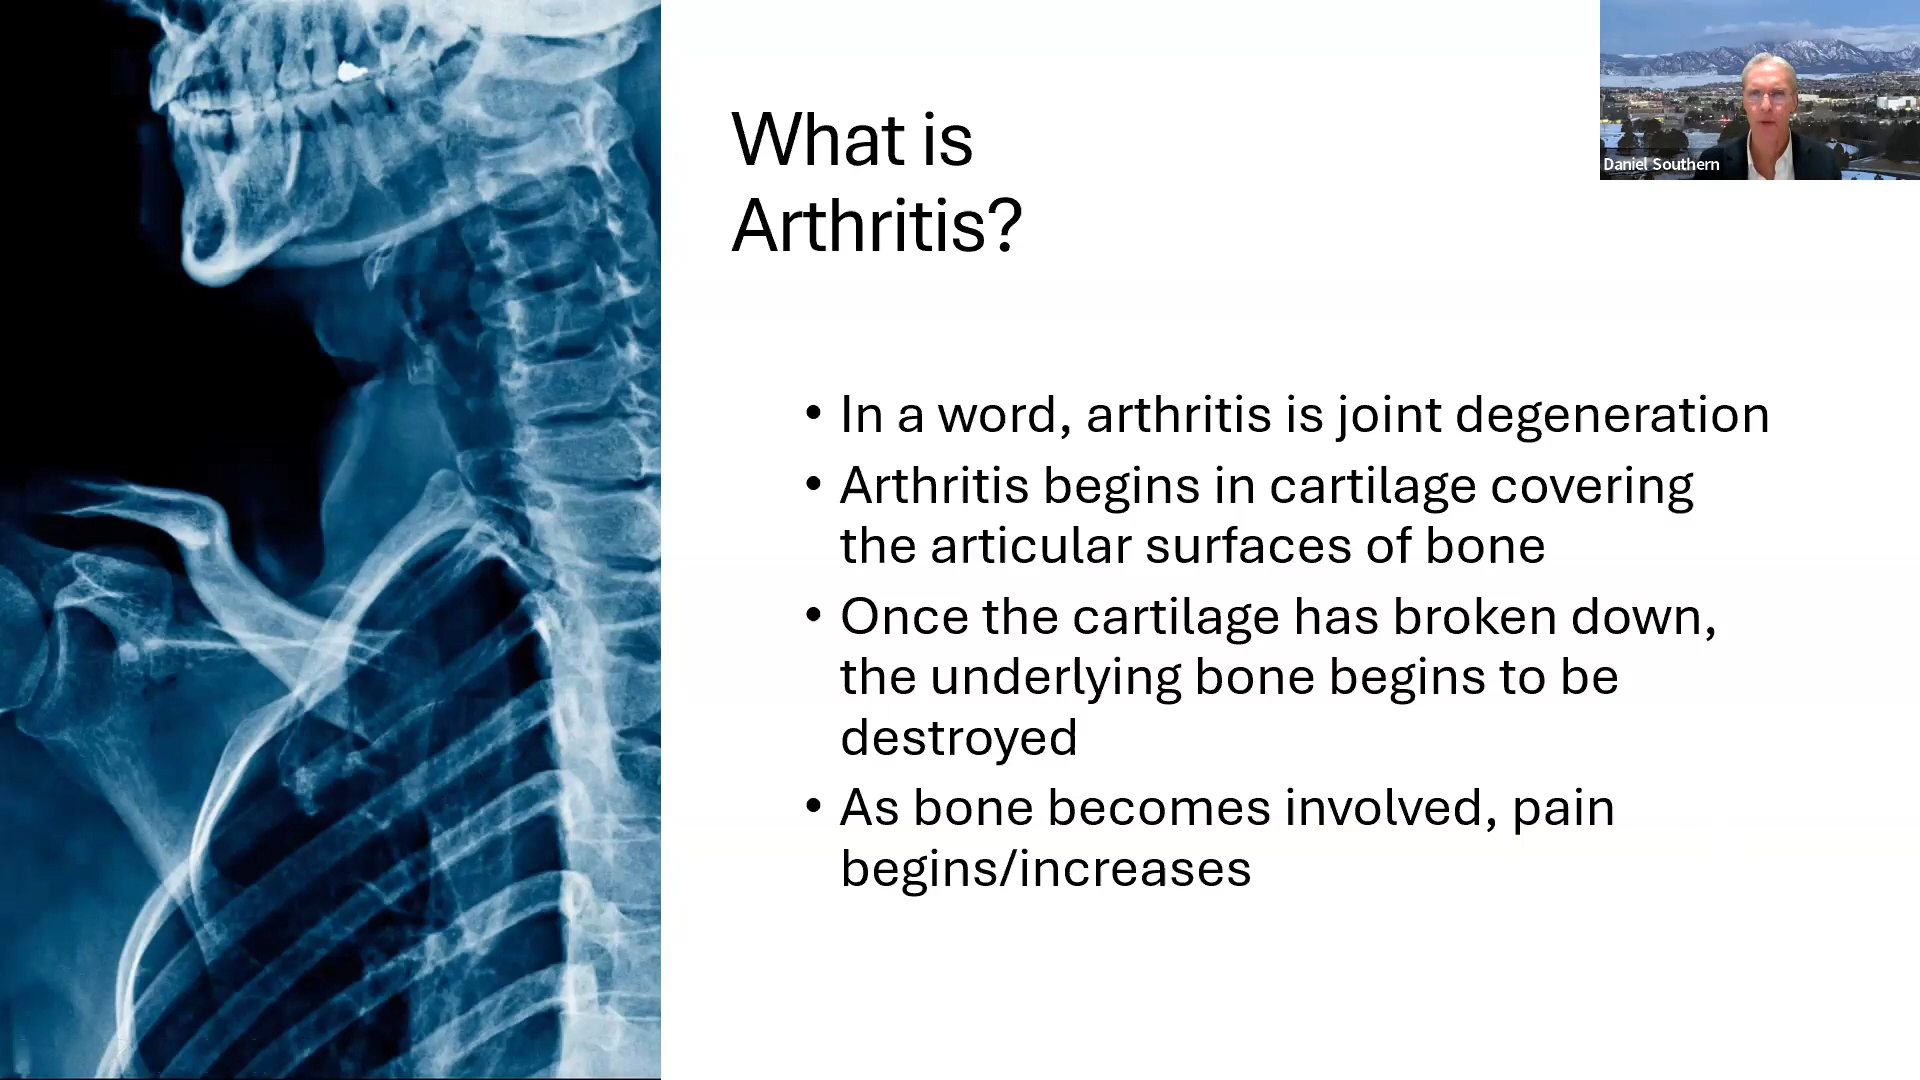 What is
Arthritis?
• In a word, arthritis is joint degeneration
• Arthritis begins in cartilage covering
the articular surfaces of bone
• Once the cartilage has broken down,
the underlying bone begins to be
destroyed
• As bone becomes involved, pain
begins/increases
Daniel Southern